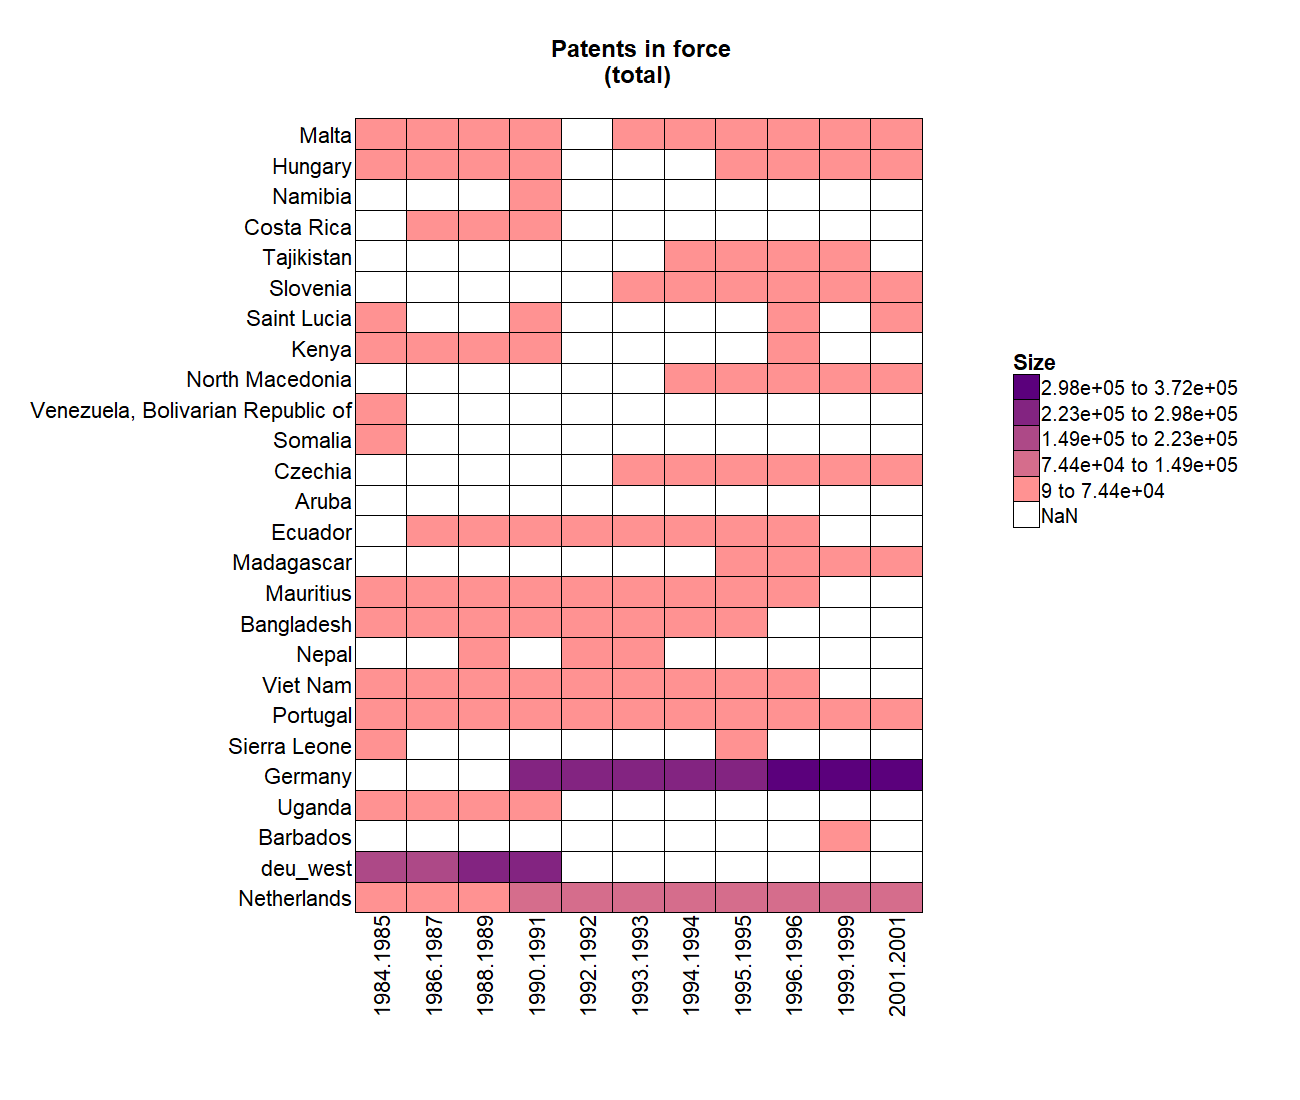 Patents in force
(total)
Malta
Hungary
Namibia
Costa Rica
Tajikistan
Slovenia
Saint Lucia
Kenya
North Macedonia
Venezuela, Bolivarian Republic of
Somalia
Czechia
Aruba
Ecuador
Madagascar
Mauritius
Bangladesh
Nepal
Viet Nam
Portugal
Sierra Leone
Germany
Uganda
Barbados
deu_west
Netherlands
1984.1985
1986.1987
1988.1989
1990.1991
1992.1992
1993.1993
1994.1994
1995.1995
1996.1996
1999.1999
2001.2001
Size
2.98e+05 to 3.72e+05
2.23e+05 to 2.98e+05
1.49e+05 to 2.23e+05
7.44e+04 to 1.49e+05
9 to 7.44e+04
NaN